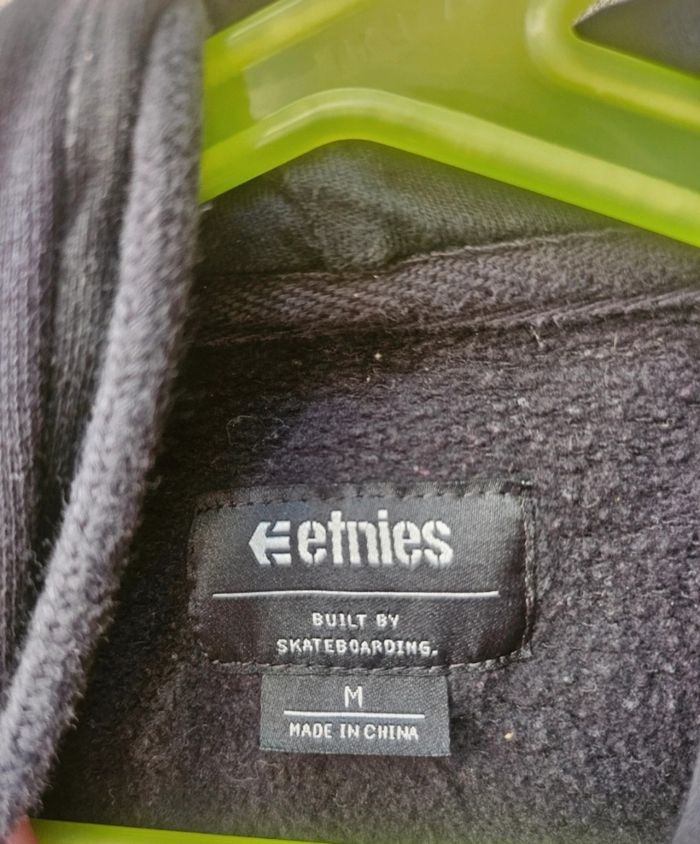 etnies
BUILT BY
SKATEBOARDING.
M
MADE IN CHINA